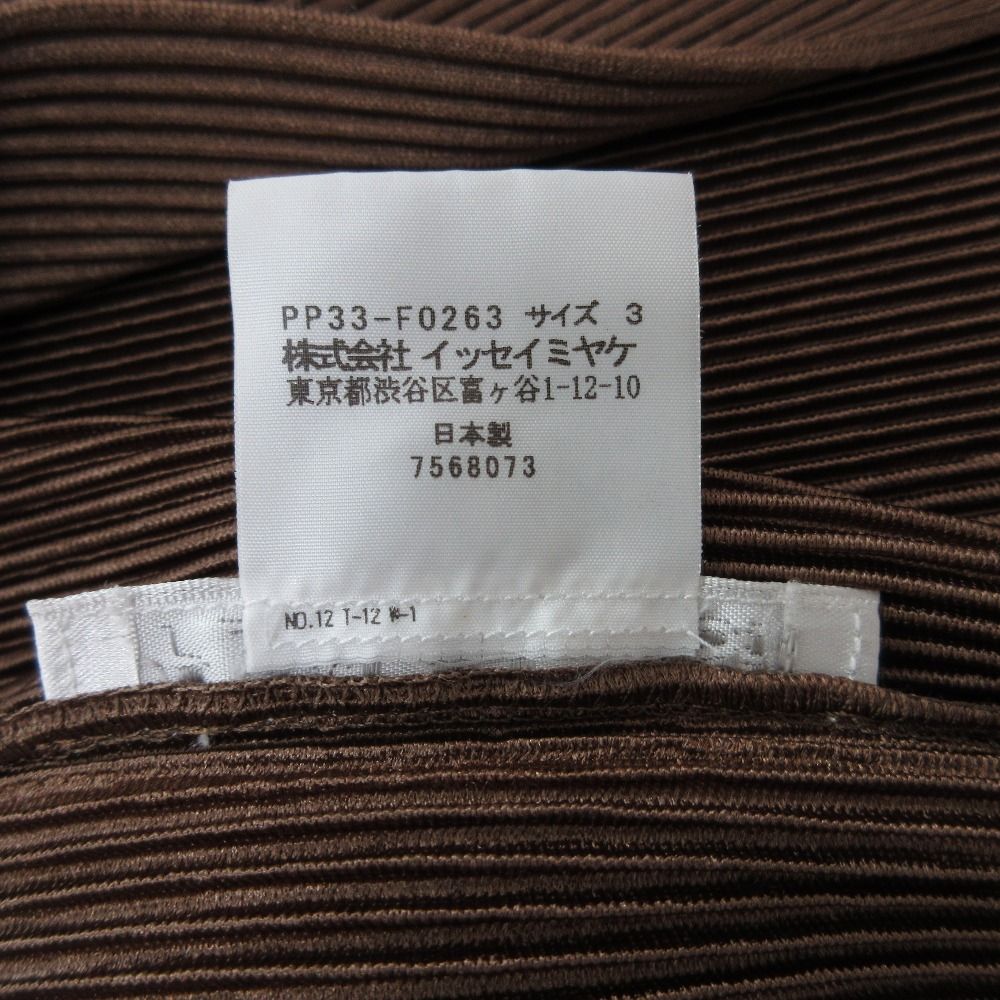 PP33-F0263 サイズ 3
株式会社 イッセイミヤケ
東京都渋谷区富ヶ谷1-12-10
日本製
7568073
NO.12 T-12 W-1